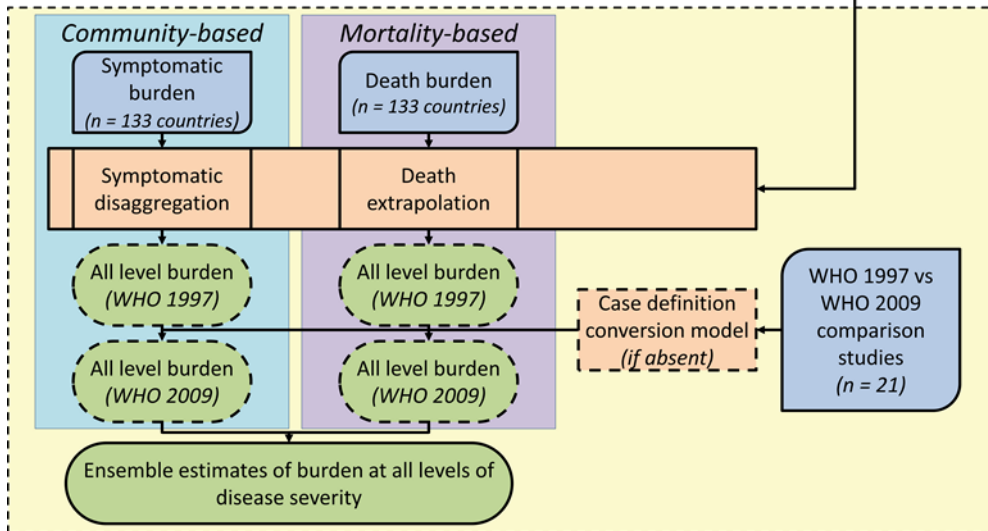 Community-based
Mortality-based
Symptomatic
burden
(n = 133 countries)
Death burden
(n = 133 countries)
Symptomatic
disaggregation
Death
extrapolation
All level burden
(WHO 1997)
All level burden
(WHO 1997)
Case definition
conversion model
(if absent)
WHO 1997 vs
WHO 2009
comparison
studies
(n = 21)
All level burden
(WHO 2009)
All level burden
(WHO 2009)
Ensemble estimates of burden at all levels of
disease severity